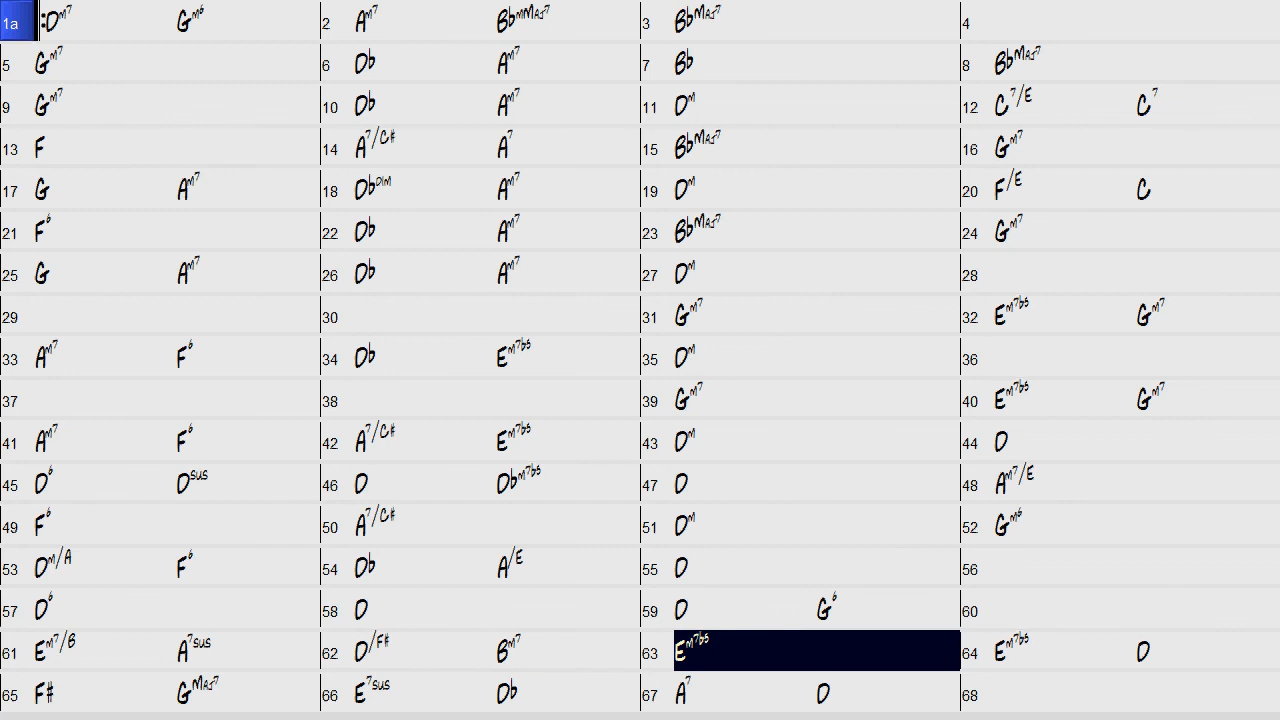 1a :Dm7 Gm6 2 Am7 BbmMaj7 3 BbMaj7 4
5 Gm7 6 Db Am7 7 Bb 8 BbMaj7
9 Gm7 10 Db Am7 11 Dm 12 C7/E C7
13 F 14 A7/C# A7 15 BbMaj7 16 Gm7
17 G Am7 18 Dbdim Am7 19 Dm 20 F/E C
21 F6 22 Db Am7 23 BbMaj7 24 Gm7
25 G Am7 26 Db Am7 27 Dm 28
29 30 31 Gm7 32 Em7b5 Gm7
33 Am7 F6 34 Db Em7b5 35 Dm 36
37 38 39 Gm7 40 Em7b5 Gm7
41 Am7 F6 42 A7/C# Em7b5 43 Dm 44 D
45 D6 Dsus 46 D Dbm7b5 47 D 48 Am7/E
49 F6 50 A7/C# 51 Dm 52 Gm6
53 Dm/A F6 54 Db A/E 55 D 56
57 D6 58 D 59 D G6 60
61 Em7/B A7sus 62 D/F# Bm7 63 Em7b5 64 Em7b5 D
65 F# GMaj7 66 E7sus Db 67 A7 D 68